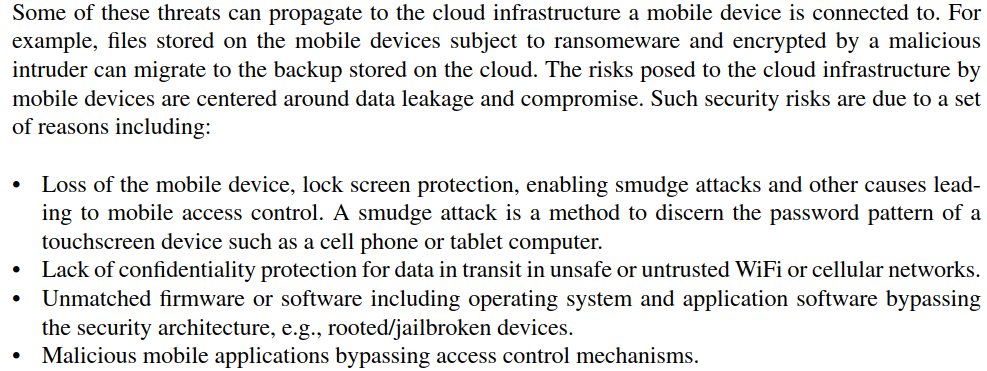 Some of these threats can propagate to the cloud infrastructure a mobile device is connected to. For
example, files stored on the mobile devices subject to ransomeware and encrypted by a malicious
intruder can migrate to the backup stored on the cloud. The risks posed to the cloud infrastructure by
mobile devices are centered around data leakage and compromise. Such security risks are due to a set
of reasons including:
• Loss of the mobile device, lock screen protection, enabling smudge attacks and other causes lead-
ing to mobile access control. A smudge attack is a method to discern the password pattern of a
touchscreen device such as a cell phone or tablet computer.
• Lack of confidentiality protection for data in transit in unsafe or untrusted WiFi or cellular networks.
• Unmatched firmware or software including operating system and application software bypassing
the security architecture, e.g., rooted/jailbroken devices.
• Malicious mobile applications bypassing access control mechanisms.